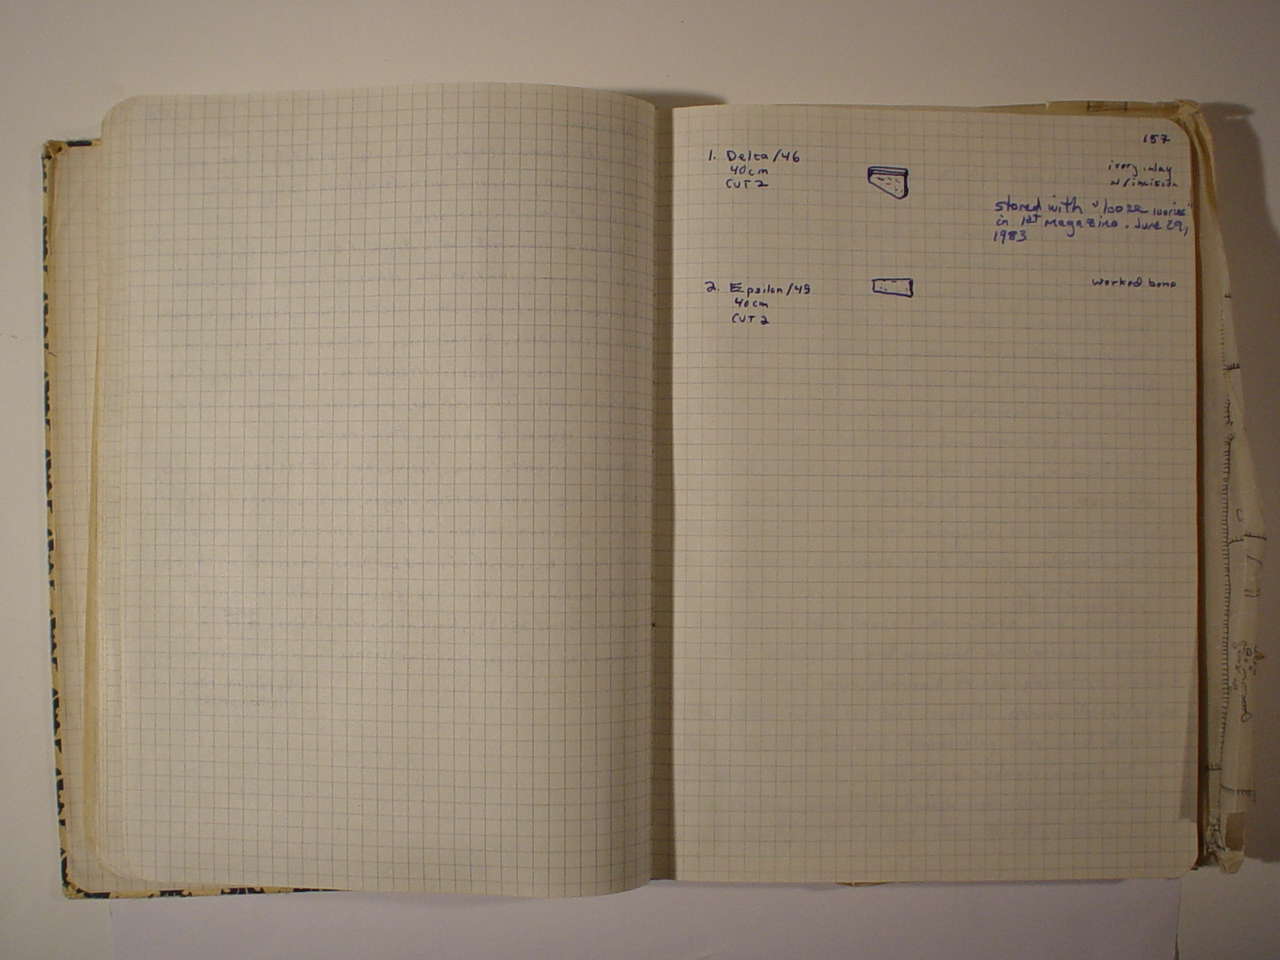 157
1. Delta/46
40cm
CUT 2
ivory inlay
w/incision
stored with "loose ivories"
in 1st magazine. June 29,
1983
2. Epsilon/49
40cm
CUT 2
worked bone